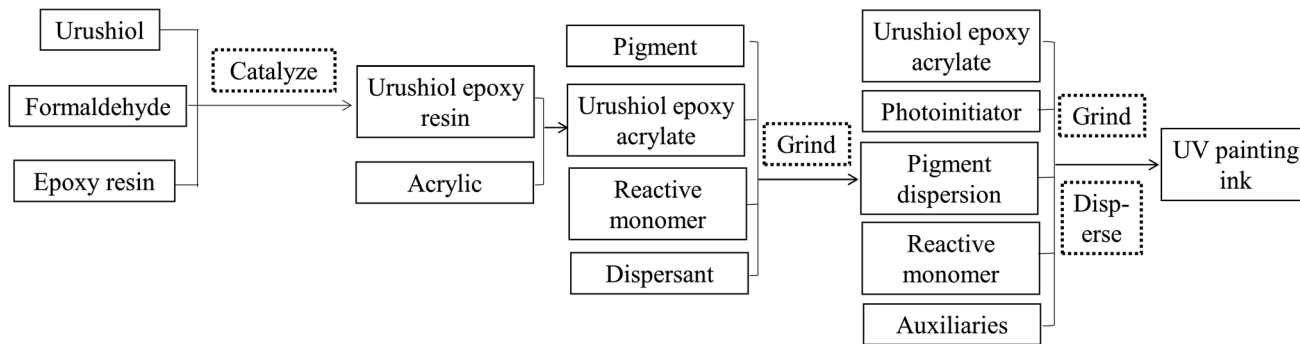 Urushiol
Formaldehyde
Epoxy resin
Catalyze
Urushiol epoxy
resin
Acrylic
Pigment
Urushiol epoxy
acrylate
Reactive
monomer
Dispersant
Grind
Urushiol epoxy
acrylate
Photoinitiator
Pigment
dispersion
Reactive
monomer
Auxiliaries
Grind
Disp-
erse
UV painting
ink